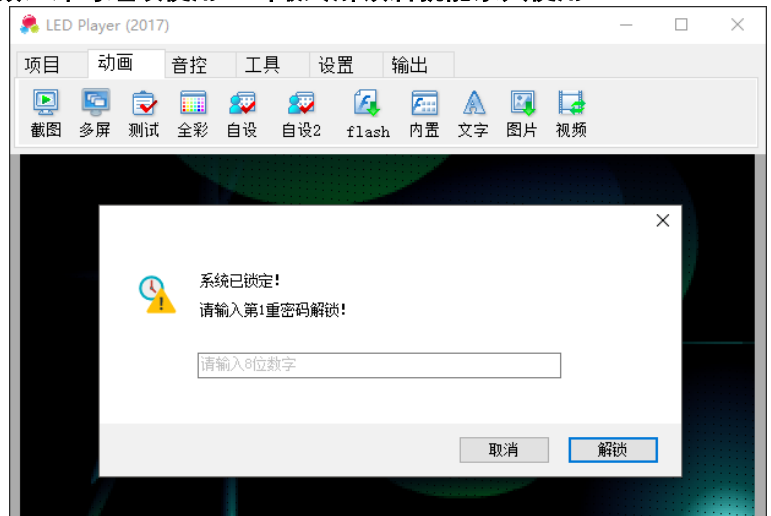 LED Player (2017)
项目 动画 音控 工具 设置 输出
截图 多屏 测试 全彩 自设 自设2 flash 内置 文字 图片 视频
系统已锁定!
请输入第1重密码解锁!
请输入8位数字
取消 解锁